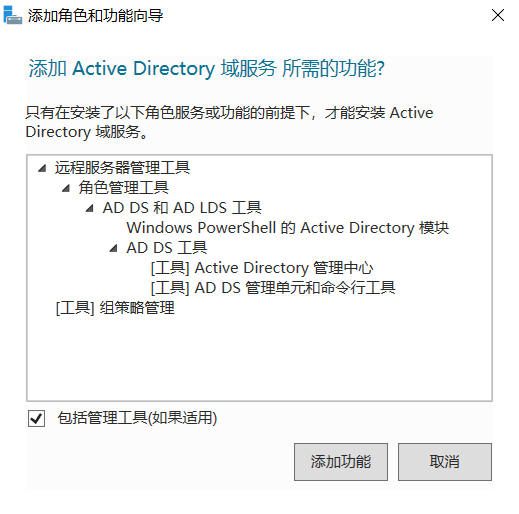 添加角色和功能向导
添加 Active Directory 域服务 所需的功能?
只有在安装了以下角色服务或功能的前提下，才能安装 Active
Directory 域服务。
远程服务器管理工具
角色管理工具
AD DS 和 AD LDS 工具
Windows PowerShell 的 Active Directory 模块
AD DS 工具
[工具] Active Directory 管理中心
[工具] AD DS 管理单元和命令行工具
[工具] 组策略管理
包括管理工具(如果适用)
添加功能
取消